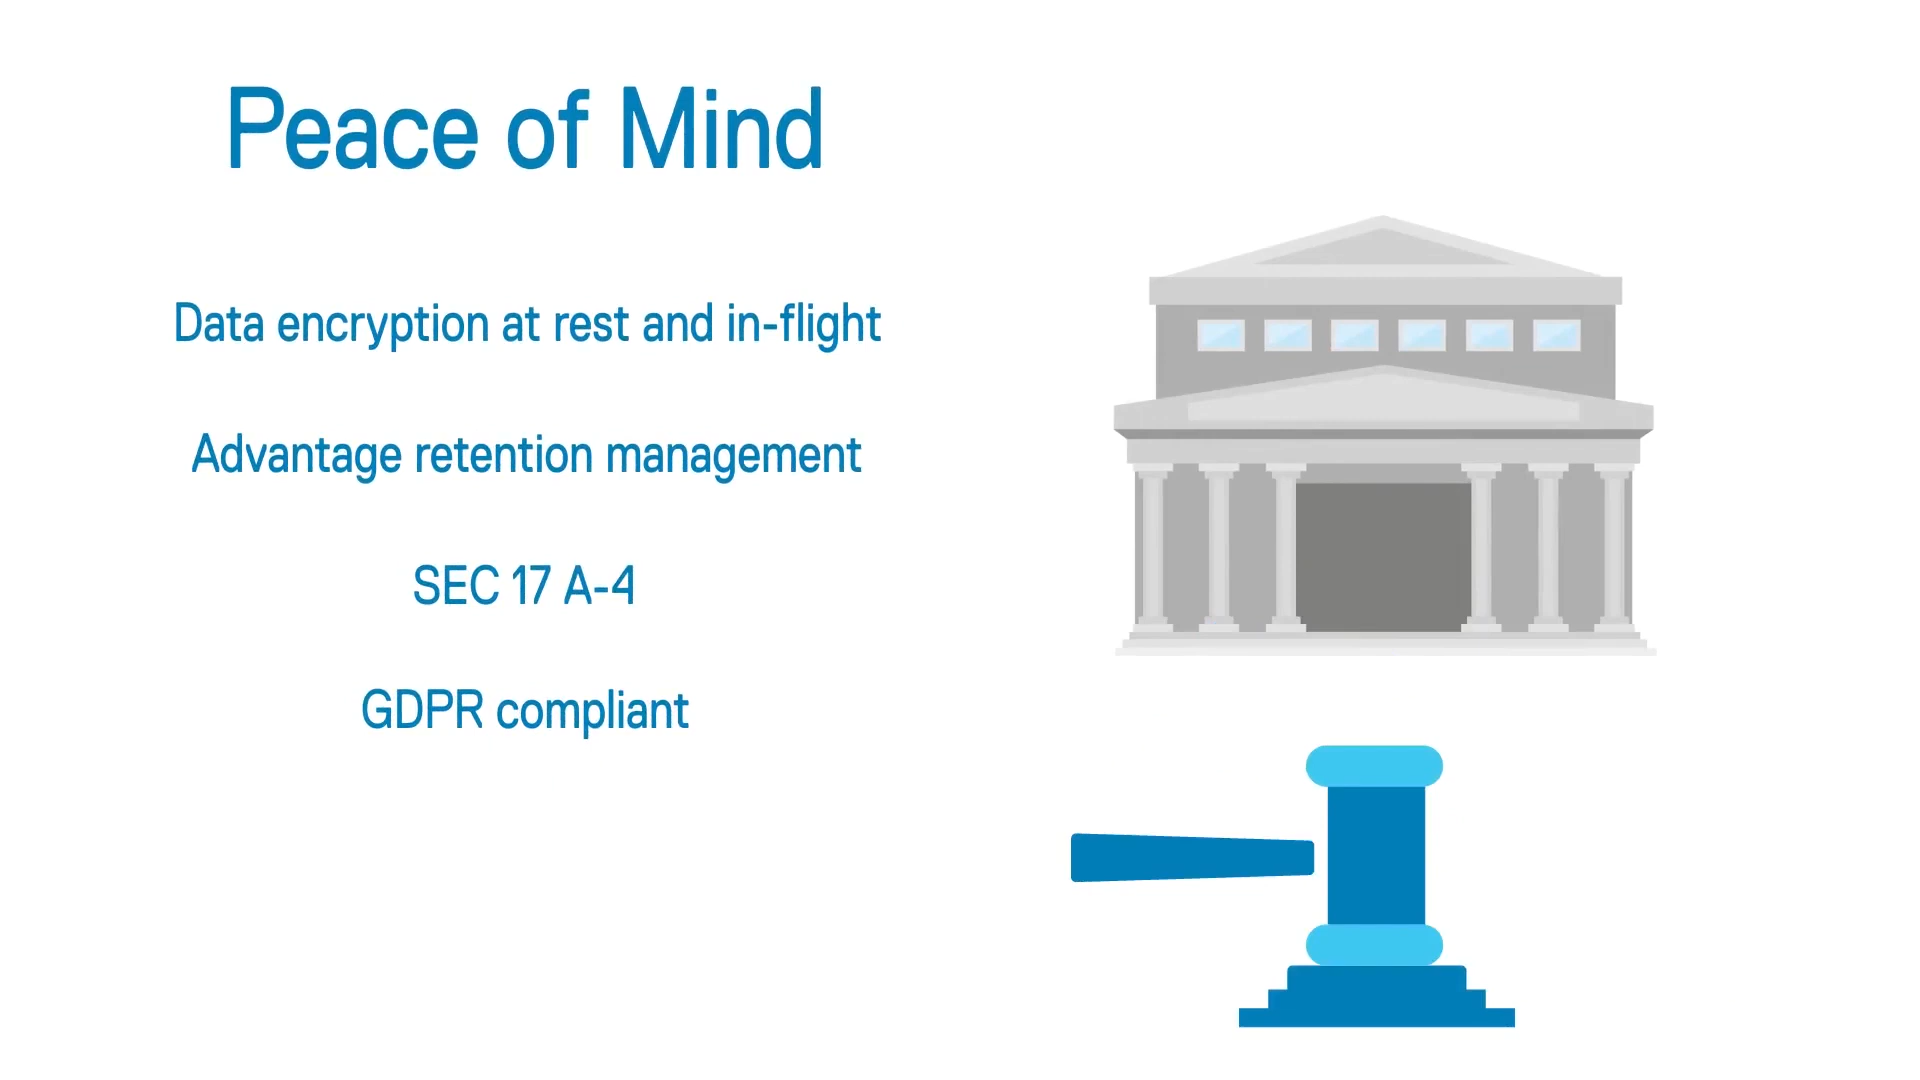 Peace of Mind
Data encryption at rest and in-flight
Advantage retention management
SEC 17 A-4
GDPR compliant